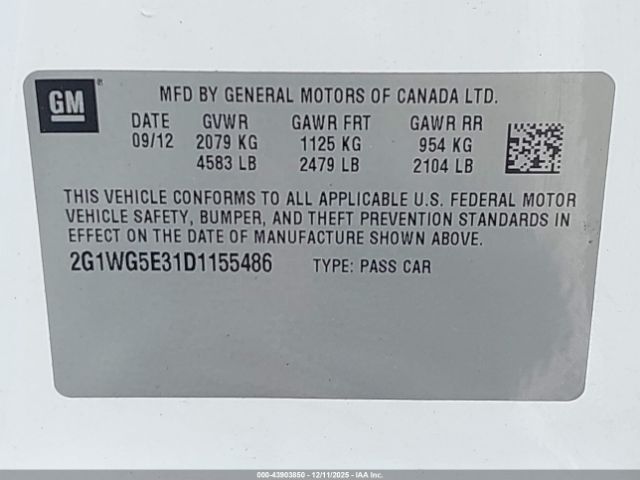 GM ®
MFD BY GENERAL MOTORS OF CANADA LTD.
DATE GVWR GAWR FRT GAWR RR
09/12 2079 KG 1125 KG 954 KG
4583 LB 2479 LB 2104 LB
THIS VEHICLE CONFORMS TO ALL APPLICABLE U.S. FEDERAL MOTOR
VEHICLE SAFETY, BUMPER, AND THEFT PREVENTION STANDARDS IN
EFFECT ON THE DATE OF MANUFACTURE SHOWN ABOVE.
2G1WG5E31D1155486 TYPE: PASS CAR
000-43903850 - 12/11/2025 - IAAI.com